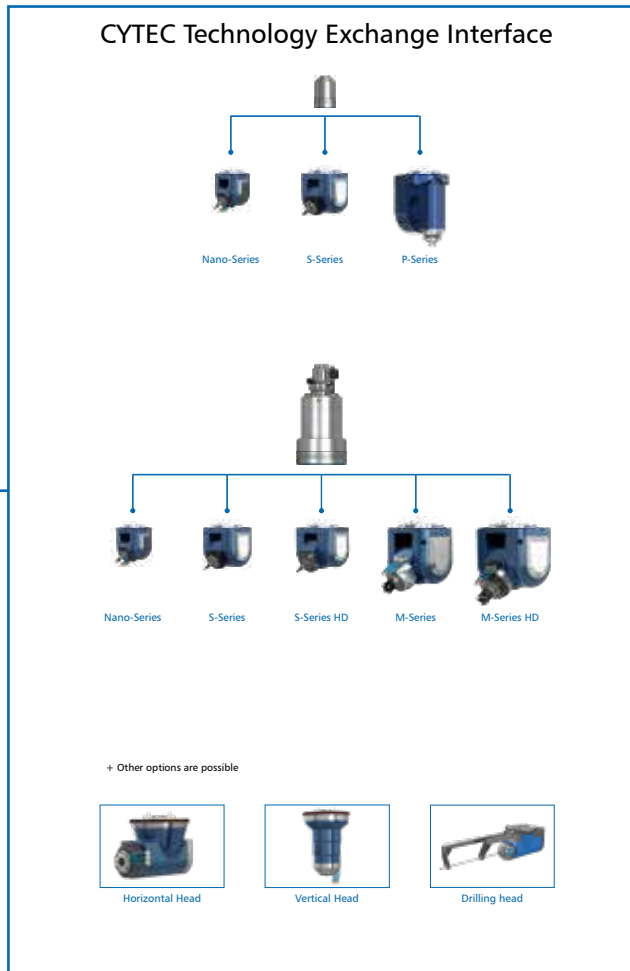 CYTEC Technology Exchange Interface
Nano-Series
S-Series
P-Series
Nano-Series
S-Series
S-Series HD
M-Series
M-Series HD
+ Other options are possible
Horizontal Head
Vertical Head
Drilling head